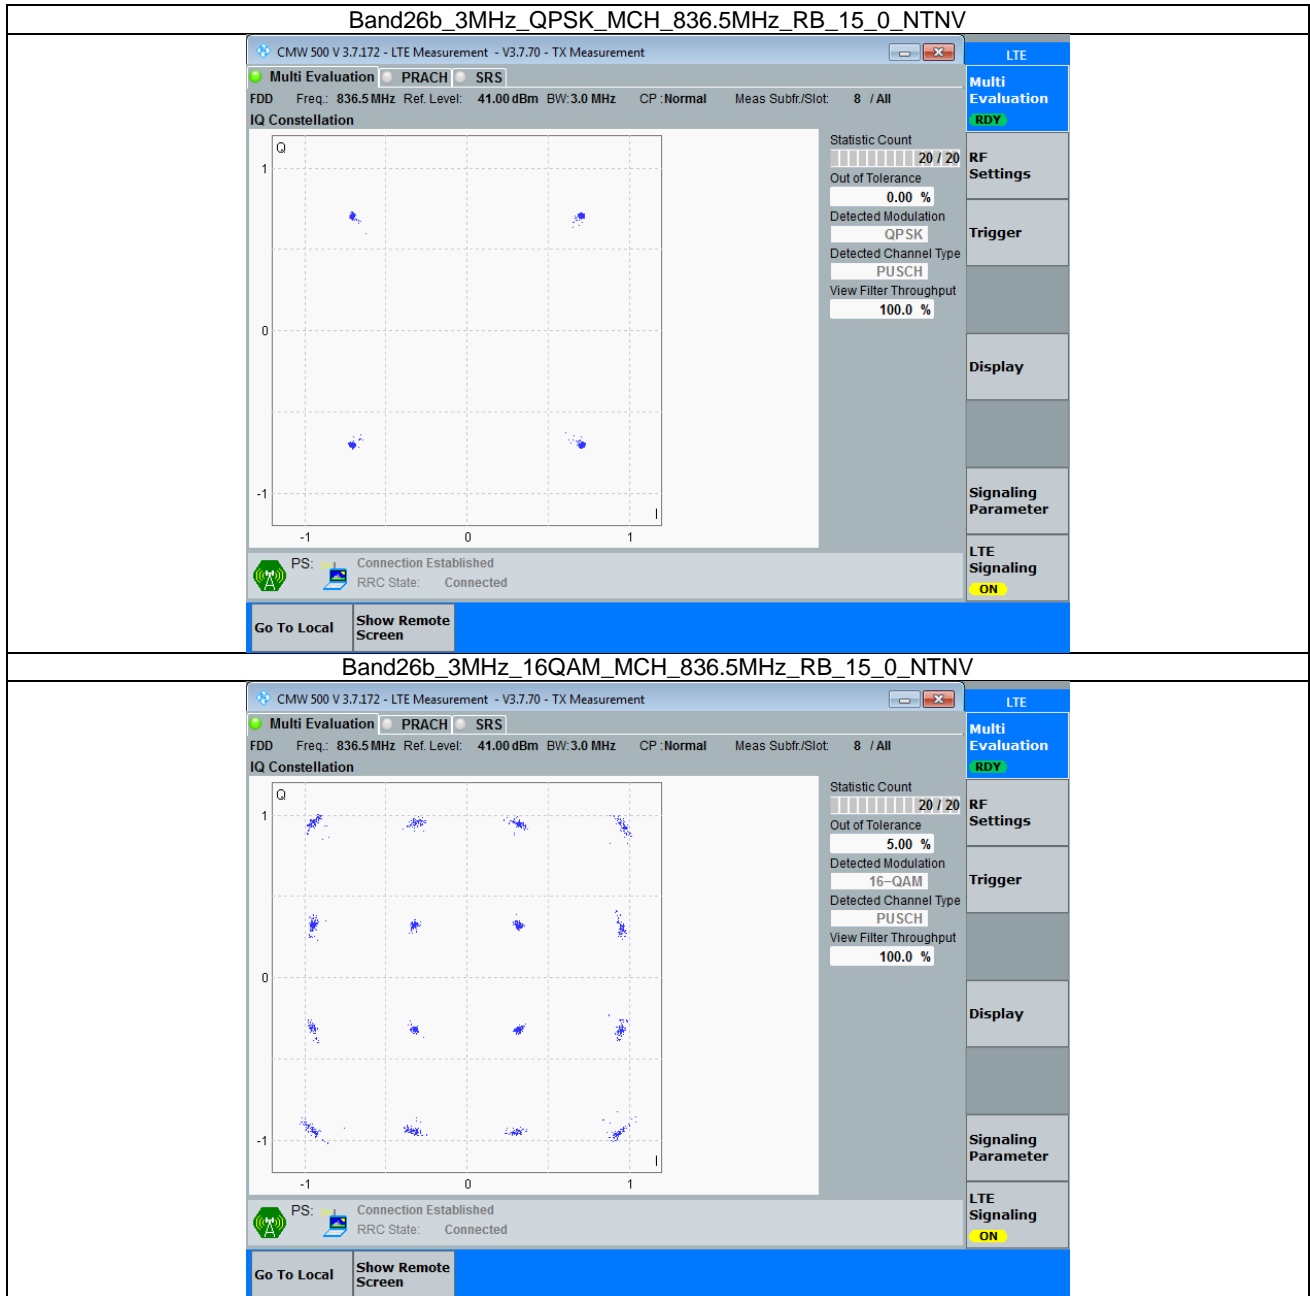 Band26b_3MHz_QPSK_MCH_836.5MHz_RB_15_0_NTNV
CMW 500 V 3.7.172 - LTE Measurement - V3.7.70 - TX Measurement
LTE
Multi Evaluation PRACH SRS
FDD Freq.: 836.5 MHz Ref. Level: 41.00 dBm BW: 3.0 MHz CP : Normal Meas Subfr./Slot: 8 / All
IQ Constellation
Q
1
0
-1
I
-1 0 1
Statistic Count
20 / 20
Out of Tolerance
0.00 %
Detected Modulation
QPSK
Detected Channel Type
PUSCH
View Filter Throughput
100.0 %
Multi
Evaluation
RDY
RF
Settings
Trigger
Display
Signaling
Parameter
LTE
Signaling
ON
PS: Connection Established
RRC State: Connected
Go To Local
Show Remote
Screen
Band26b_3MHz_16QAM_MCH_836.5MHz_RB_15_0_NTNV
CMW 500 V 3.7.172 - LTE Measurement - V3.7.70 - TX Measurement
LTE
Multi Evaluation PRACH SRS
FDD Freq.: 836.5 MHz Ref. Level: 41.00 dBm BW: 3.0 MHz CP : Normal Meas Subfr./Slot: 8 / All
IQ Constellation
Q
1
0
-1
I
-1 0 1
Statistic Count
20 / 20
Out of Tolerance
5.00 %
Detected Modulation
16-QAM
Detected Channel Type
PUSCH
View Filter Throughput
100.0 %
Multi
Evaluation
RDY
RF
Settings
Trigger
Display
Signaling
Parameter
LTE
Signaling
ON
PS: Connection Established
RRC State: Connected
Go To Local
Show Remote
Screen